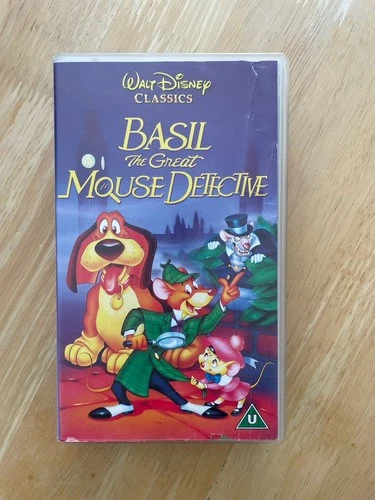 WALT DISNEY
CLASSICS
BASIL
The Great
MOUSE DETECTIVE
U